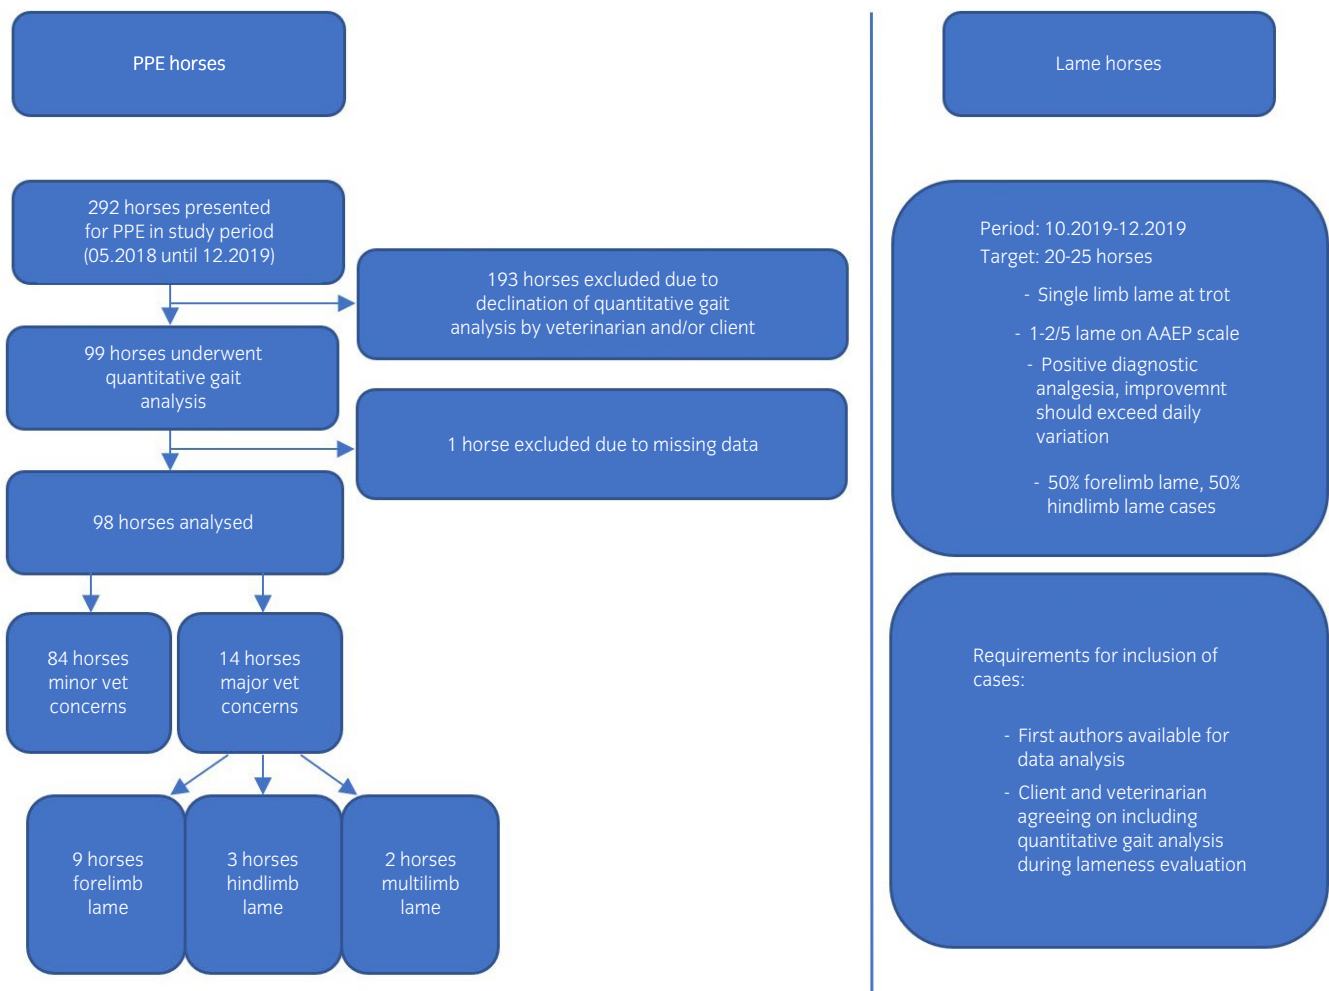 PPE horses
292 horses presented
for PPE in study period
(05.2018 until 12.2019)
193 horses excluded due to
declination of quantitative gait
analysis by veterinarian and/or client
99 horses underwent
quantitative gait
analysis
1 horse excluded due to missing data
98 horses analysed
84 horses
minor vet
concerns
14 horses
major vet
concerns
9 horses
forelimb
lame
3 horses
hindlimb
lame
2 horses
multilimb
lame
Lame horses
Period: 10.2019-12.2019
Target: 20-25 horses
- Single limb lame at trot
- 1-2/5 lame on AAEP scale
- Positive diagnostic
analgesia, improvemnt
should exceed daily
variation
- 50% forelimb lame, 50%
hindlimb lame cases
Requirements for inclusion of
cases:
- First authors available for
data analysis
- Client and veterinarian
agreeing on including
quantitative gait analysis
during lameness evaluation